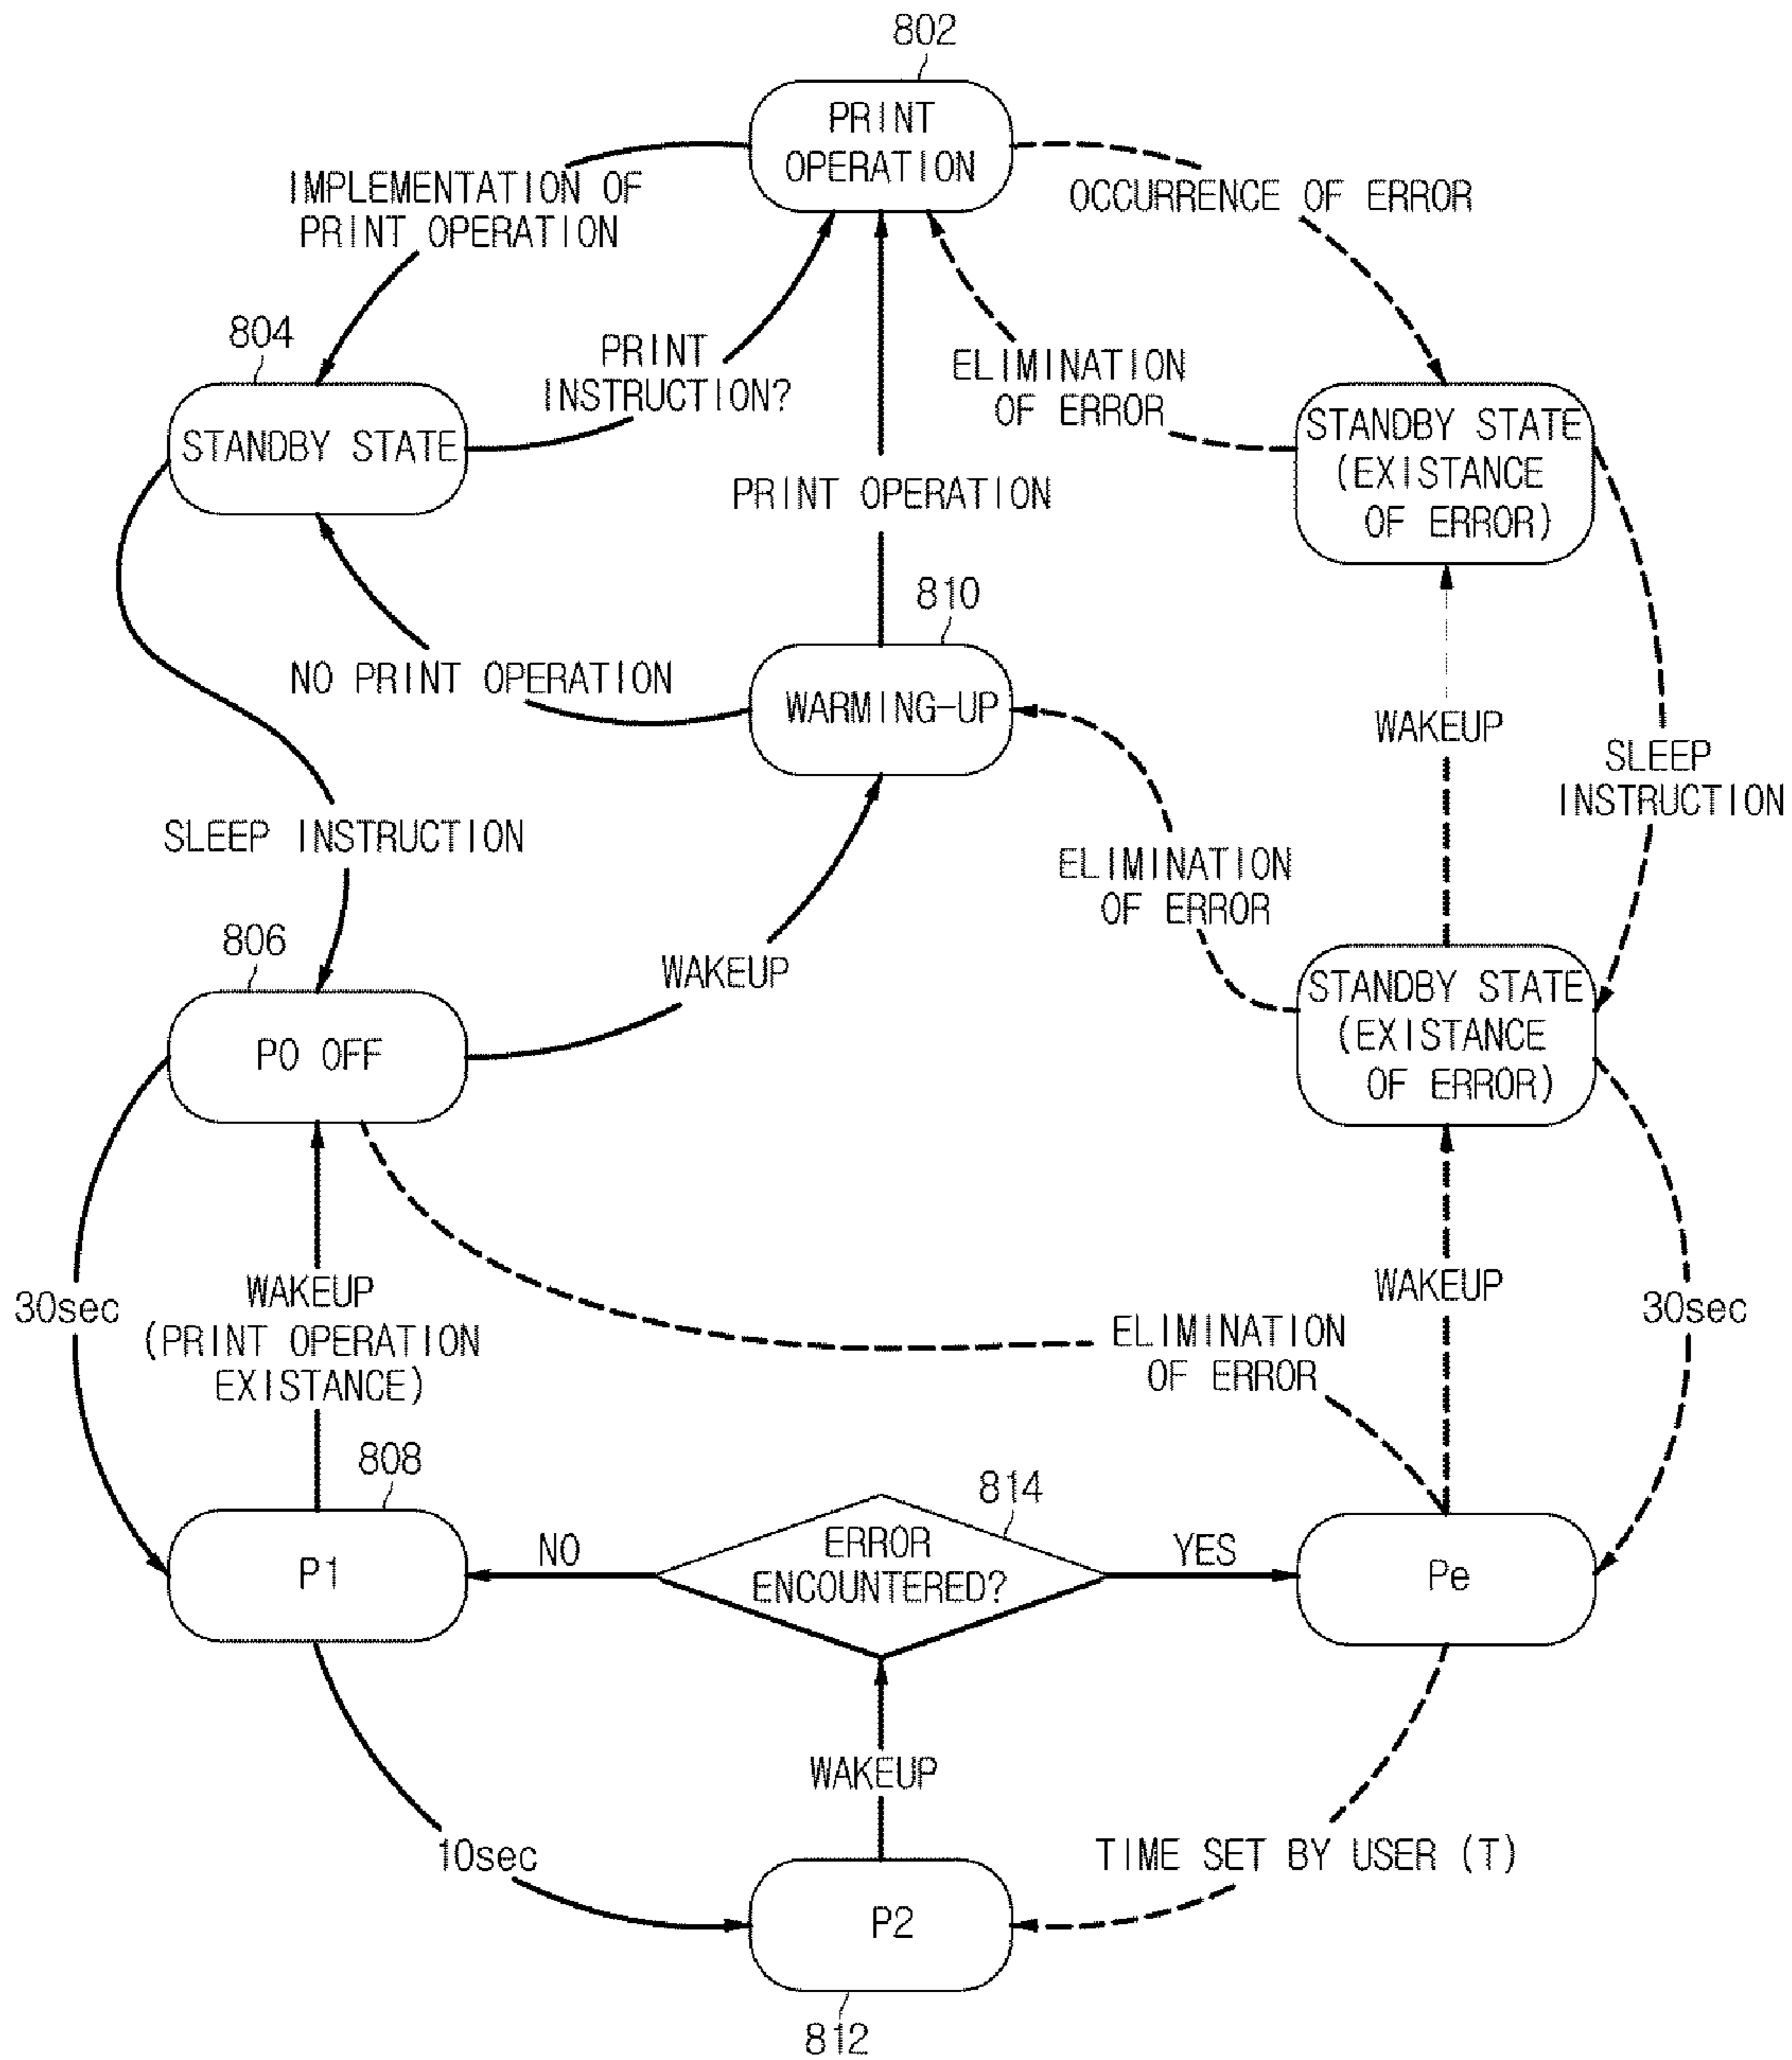 802
PRINT
OPERATION
IMPLEMENTATION OF
PRINT OPERATION
OCCURRENCE OF ERROR
804
PRINT
INSTRUCTION?
ELIMINATION
OF ERROR
STANDBY STATE
STANDBY STATE
(EXISTANCE
OF ERROR)
PRINT OPERATION
810
NO PRINT OPERATION
WARMING-UP
WAKEUP
SLEEP
INSTRUCTION
SLEEP INSTRUCTION
ELIMINATION
OF ERROR
806
WAKEUP
STANDBY STATE
(EXISTANCE
OF ERROR)
P0 OFF
30sec
WAKEUP
(PRINT OPERATION
EXISTANCE)
ELIMINATION
OF ERROR
WAKEUP
30sec
808
814
P1
NO
ERROR
ENCOUNTERED?
YES
Pe
WAKEUP
10sec
TIME SET BY USER (T)
P2
812